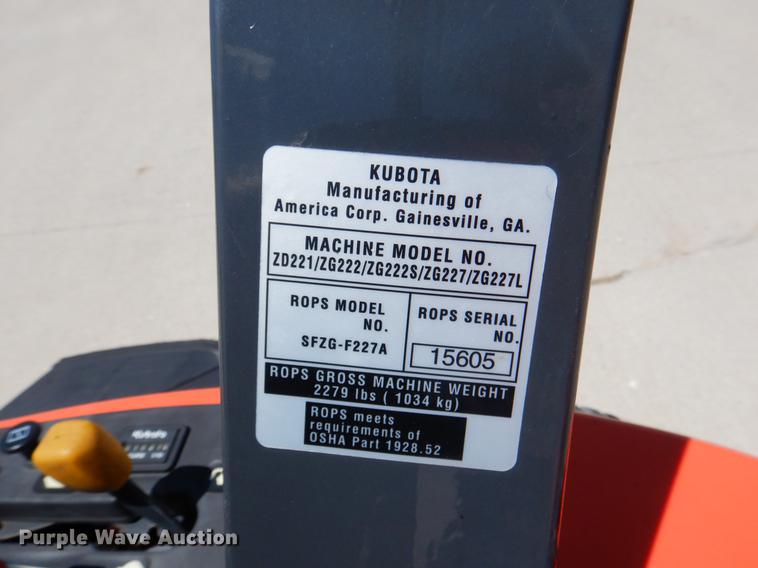 KUBOTA
Manufacturing of
America Corp. Gainesville, GA.
MACHINE MODEL NO.
ZD221/ZG222/ZG222S/ZG227/ZG227L
ROPS MODEL
NO.
SFZG-F227A
ROPS SERIAL
NO.
15605
ROPS GROSS MACHINE WEIGHT
2279 lbs ( 1034 kg)
ROPS meets
requirements of
OSHA Part 1928.52
Kubota
Purple Wave Auction